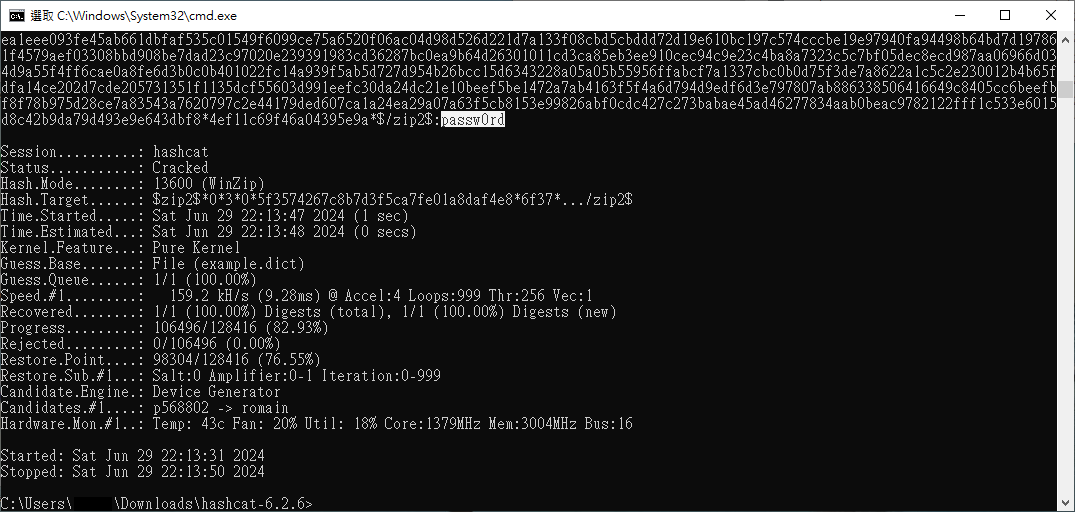 選取 C:\Windows\System32\cmd.exe
ea1eee093fe45ab661dbfaf535c01549f6099ce75a6520f06ac04d98d526d221d7a133f08cbd5cbddd72d19e610bc197c574cccbe19e97940fa94498b64bd7d19786
1f4579aef03308bbd908be7dad23c97020e239391983cd36287bc0ea9b64d26301011cd3ca85eb3ee910cec94c9e23c4ba8a7323c5c7bf05dec8ecd987aa06966d03
4d9a55f4ff6cae0a8fe6d3b0c0b401022fc14a939f5ab5d727d954b26bcc15d6343228a05a05b55956ffabcf7a1337cbc0b0d75f3de7a8622a1c5c2e230012b4b65f
dfa14ce202d7cde205731351f1135dcf55603d991eefc30da24dc21e10beef5be1472a7ab4163f5f4a6d794d9edf6d3e797807ab886338506416649c8405cc6beefb
f8f78b975d28ce7a83543a7620797c2e44179ded607ca1a24ea29a07a63f5cb8153e99826abf0cdc427c273babae45ad46277834aab0beac9782122fff1c533e6015
d8c42b9da79d493e9e643dbf8*4ef11c69f46a04395e9a*$/zip2$:passw0rd
Session..........: hashcat
Status...........: Cracked
Hash.Mode........: 13600 (WinZip)
Hash.Target......: $zip2$*0*3*0*5f3574267c8b7d3f5ca7fe01a8daf4e8*6f37*.../zip2$
Time.Started.....: Sat Jun 29 22:13:47 2024 (1 sec)
Time.Estimated...: Sat Jun 29 22:13:48 2024 (0 secs)
Kernel.Feature...: Pure Kernel
Guess.Base.......: File (example.dict)
Guess.Queue......: 1/1 (100.00%)
Speed.#1.........:   159.2 kH/s (9.28ms) @ Accel:4 Loops:999 Thr:256 Vec:1
Recovered........: 1/1 (100.00%) Digests (total), 1/1 (100.00%) Digests (new)
Progress.........: 106496/128416 (82.93%)
Rejected.........: 0/106496 (0.00%)
Restore.Point....: 98304/128416 (76.55%)
Restore.Sub.#1...: Salt:0 Amplifier:0-1 Iteration:0-999
Candidate.Engine.: Device Generator
Candidates.#1....: p568802 -> romain
Hardware.Mon.#1..: Temp: 43c Fan: 20% Util: 18% Core:1379MHz Mem:3004MHz Bus:16
Started: Sat Jun 29 22:13:31 2024
Stopped: Sat Jun 29 22:13:50 2024
C:\Users\ \Downloads\hashcat-6.2.6>